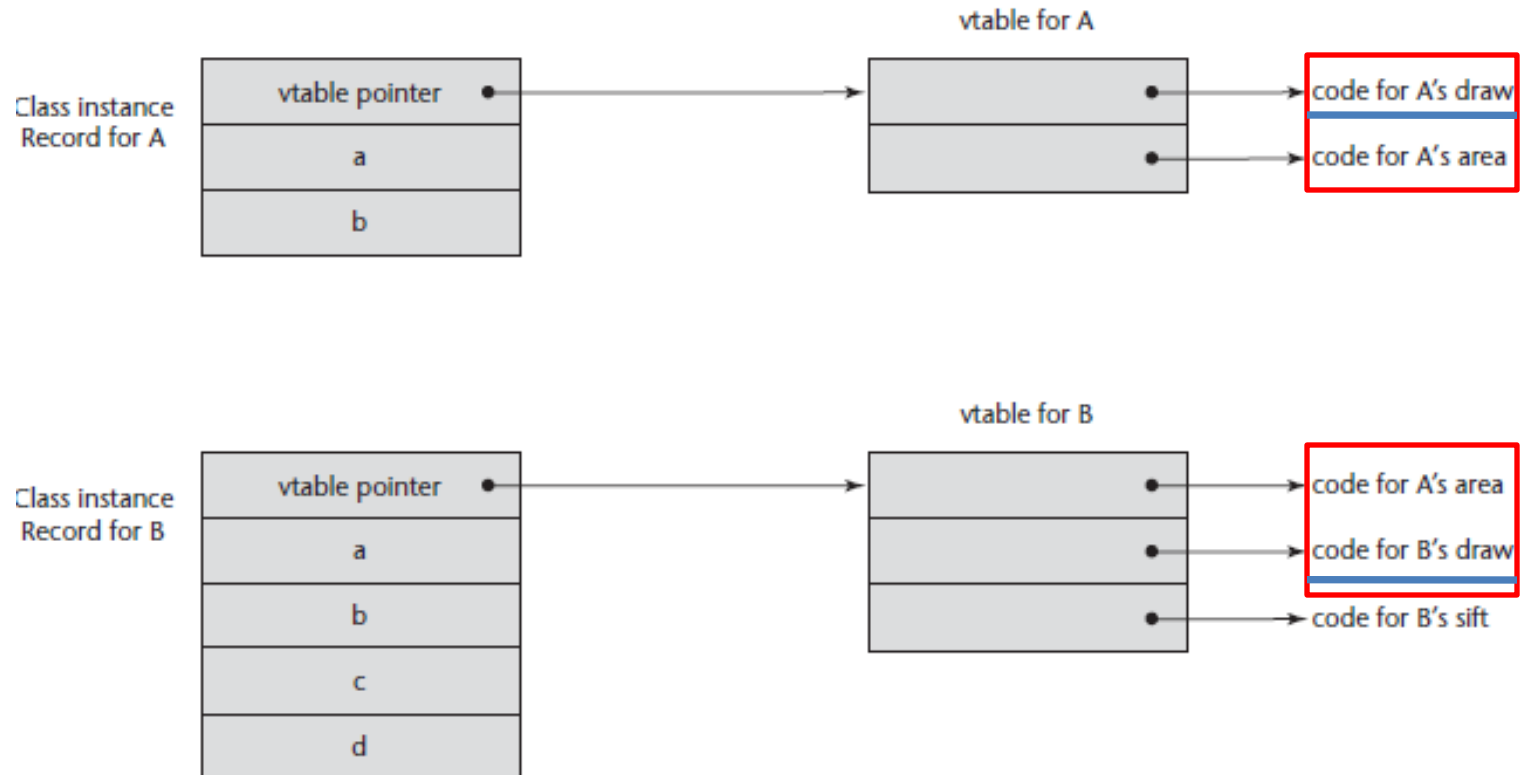 vtable for A
Class instance
Record for A
vtable pointer
a
b
code for A's draw
code for A's area
vtable for B
Class instance
Record for B
vtable pointer
a
b
c
d
code for A's area
code for B's draw
code for B's sift